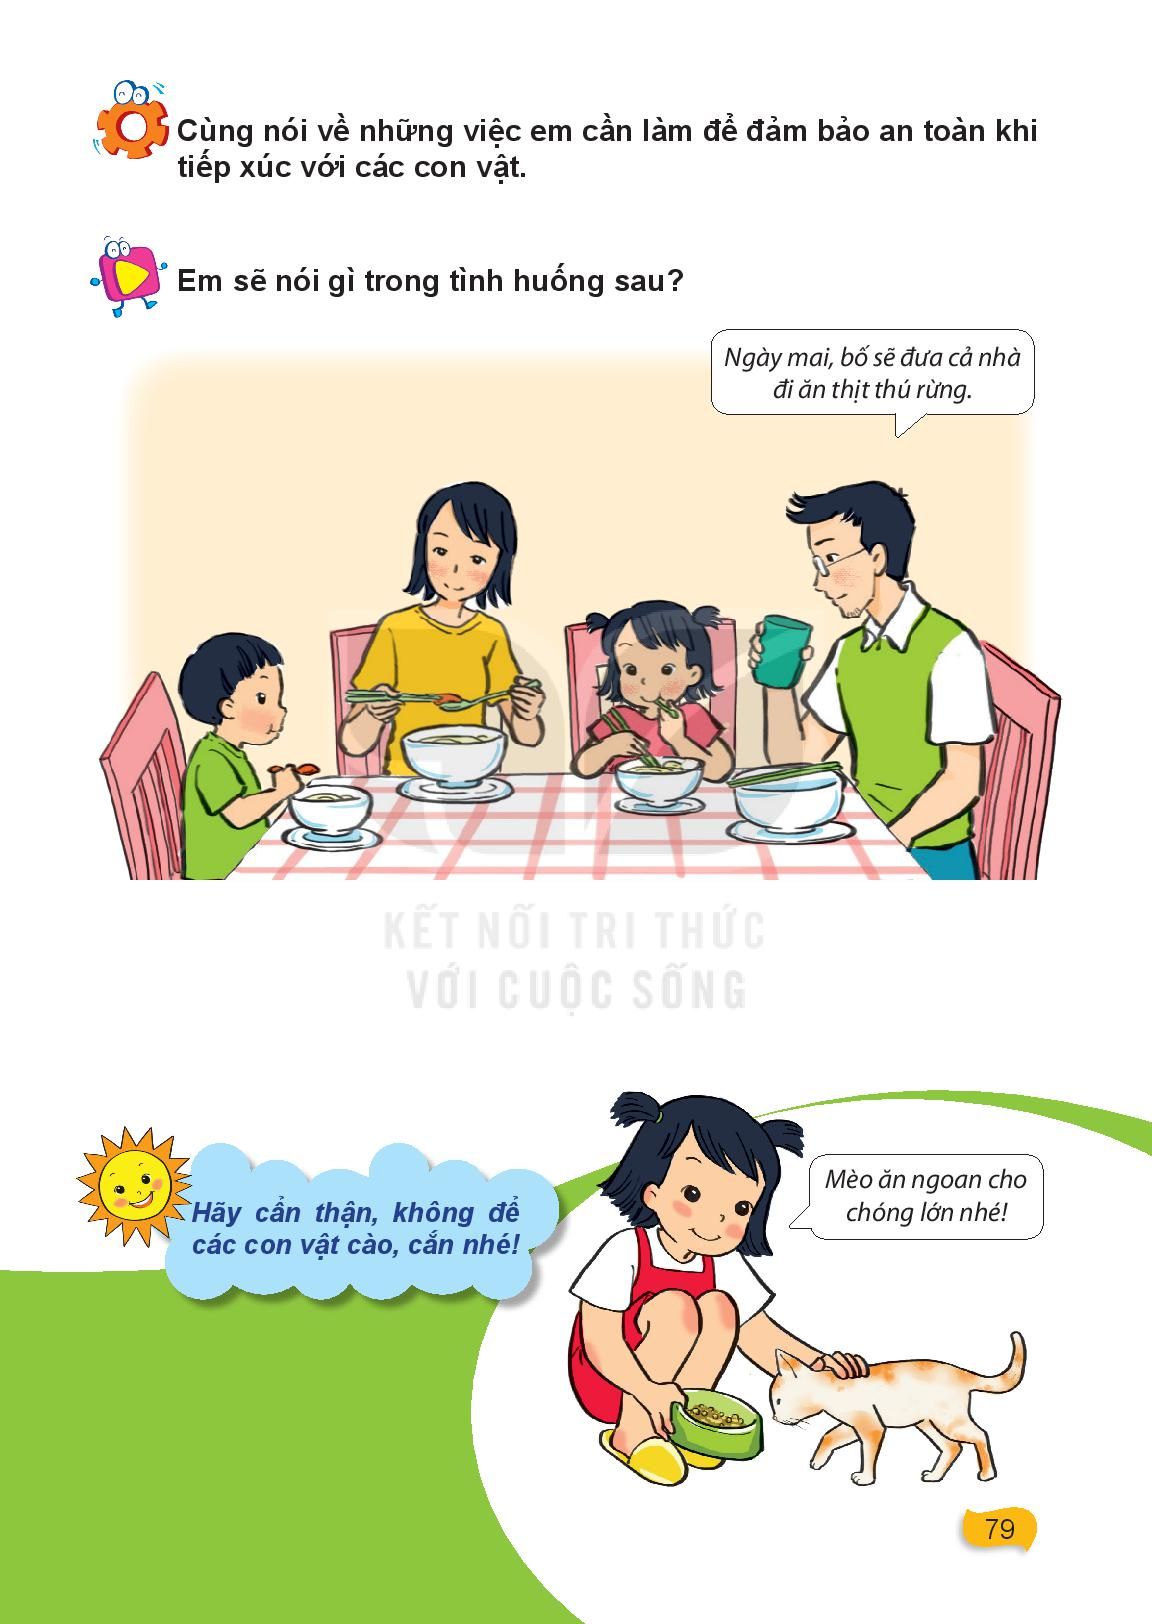 Cùng nói về những việc em cần làm để đảm bảo an toàn khi
tiếp xúc với các con vật.
Em sẽ nói gì trong tình huống sau?
Ngày mai, bố sẽ đưa cả nhà
đi ăn thịt thú rừng.
KẾT NỐI TRI THỨC
VỚI CUỘC SỐNG
Hãy cẩn thận, không để
các con vật cào, cắn nhé!
Mèo ăn ngoan cho
chóng lớn nhé!
79